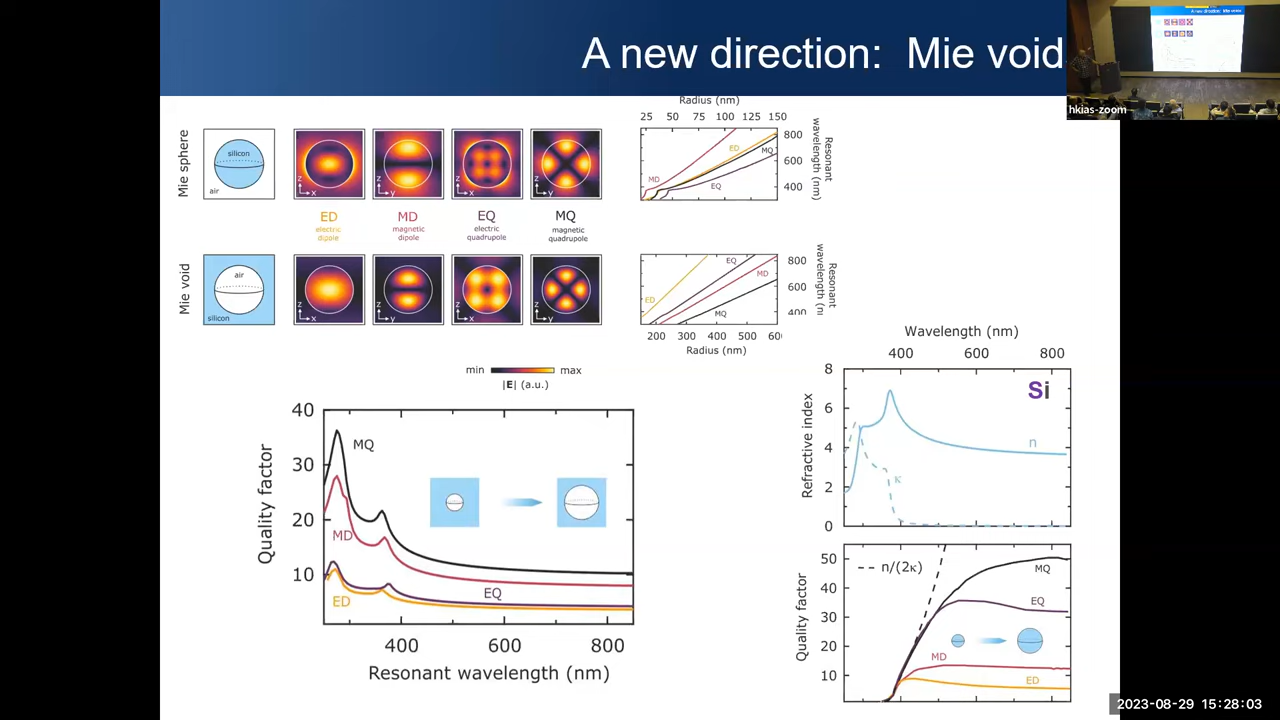 A new direction: Mie void
hkias-zoom
Mie sphere
silicon
air
z
x
z
y
z
x
z
y
ED
electric
dipole
MD
magnetic
dipole
EQ
electric
quadrupole
MQ
magnetic
quadrupole
Mie void
air
silicon
z
x
z
y
z
x
z
y
min
max
|E| (a.u.)
Radius (nm)
25 50 75 100 125 150
800
600
400
Resonant
wavelength (nm)
MD
ED
MQ
EQ
800
600
400
Resonant
wavelength (n
ED
EQ
MD
MQ
200 300 400 500 60
Radius (nm)
40
30
20
10
Quality factor
MQ
MD
EQ
ED
400 600 800
Resonant wavelength (nm)
Wavelength (nm)
400 600 800
8
6
4
2
0
Refractive index
Si
n
κ
50
40
30
20
10
Quality factor
n/(2κ)
MQ
EQ
MD
ED
2023-08-29 15:28:03